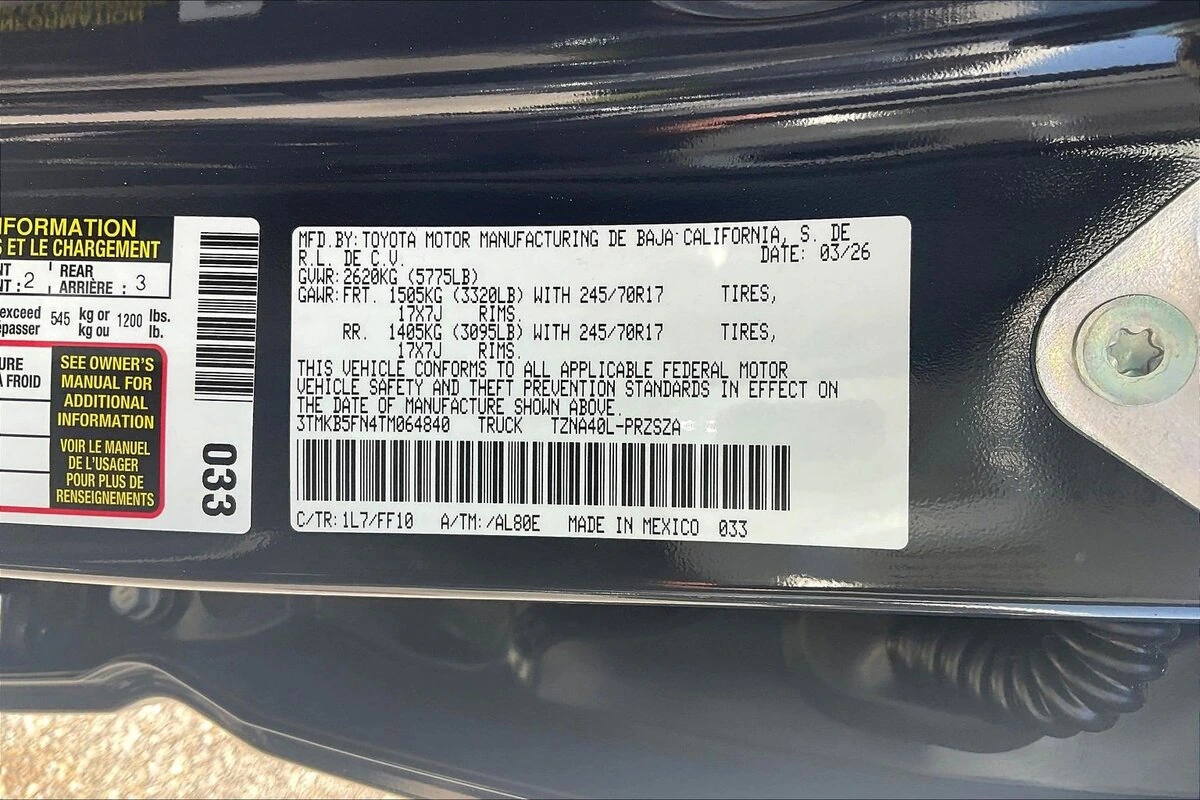 NFORMATION
ET LE CHARGEMENT
2
REAR
ARRIÈRE : 3
exceed 545 kg or 1200 lbs.
kg ou lb.
FROID
SEE OWNER'S
MANUAL FOR
ADDITIONAL
INFORMATION
VOIR LE MANUEL
DE L'USAGER
POUR PLUS DE
RENSEIGNEMENTS
033
MFD.BY:TOYOTA MOTOR MANUFACTURING DE BAJA CALIFORNIA, S. DE
R.L. DE C.V. DATE: 03/26
GVWR:2620KG (5775LB)
GAWR:FRT. 1505KG (3320LB) WITH 245/70R17 TIRES,
17X7J RIMS.
RR. 1405KG (3095LB) WITH 245/70R17 TIRES,
17X7J RIMS.
THIS VEHICLE CONFORMS TO ALL APPLICABLE FEDERAL MOTOR
VEHICLE SAFETY AND THEFT PREVENTION STANDARDS IN EFFECT ON
THE DATE OF MANUFACTURE SHOWN ABOVE.
3TMKB5FN4TM064840 TRUCK TZNA40L-PRZSZA
C/TR:1L7/FF10 A/TM:/AL80E MADE IN MEXICO 033